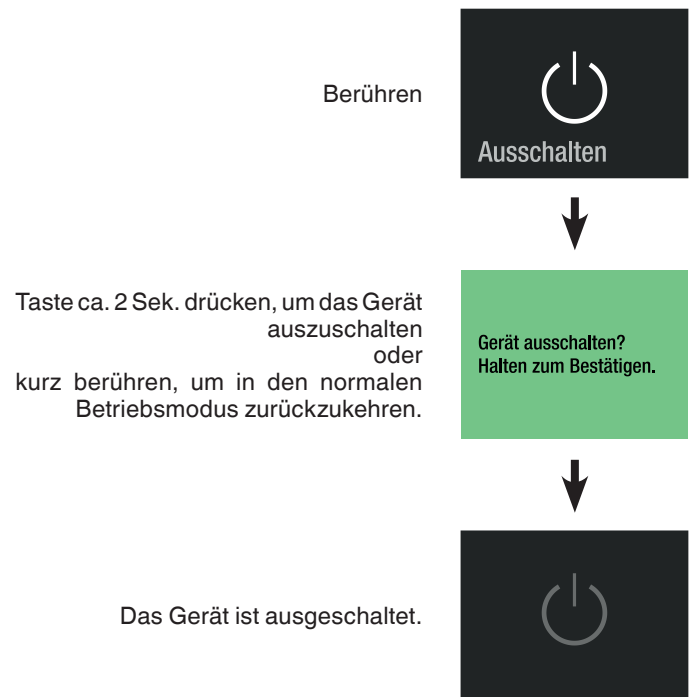 Berühren
Ausschalten
Taste ca. 2 Sek. drücken, um das Gerät
auszuschalten
oder
kurz berühren, um in den normalen
Betriebsmodus zurückzukehren.
Gerät ausschalten?
Halten zum Bestätigen.
Das Gerät ist ausgeschaltet.